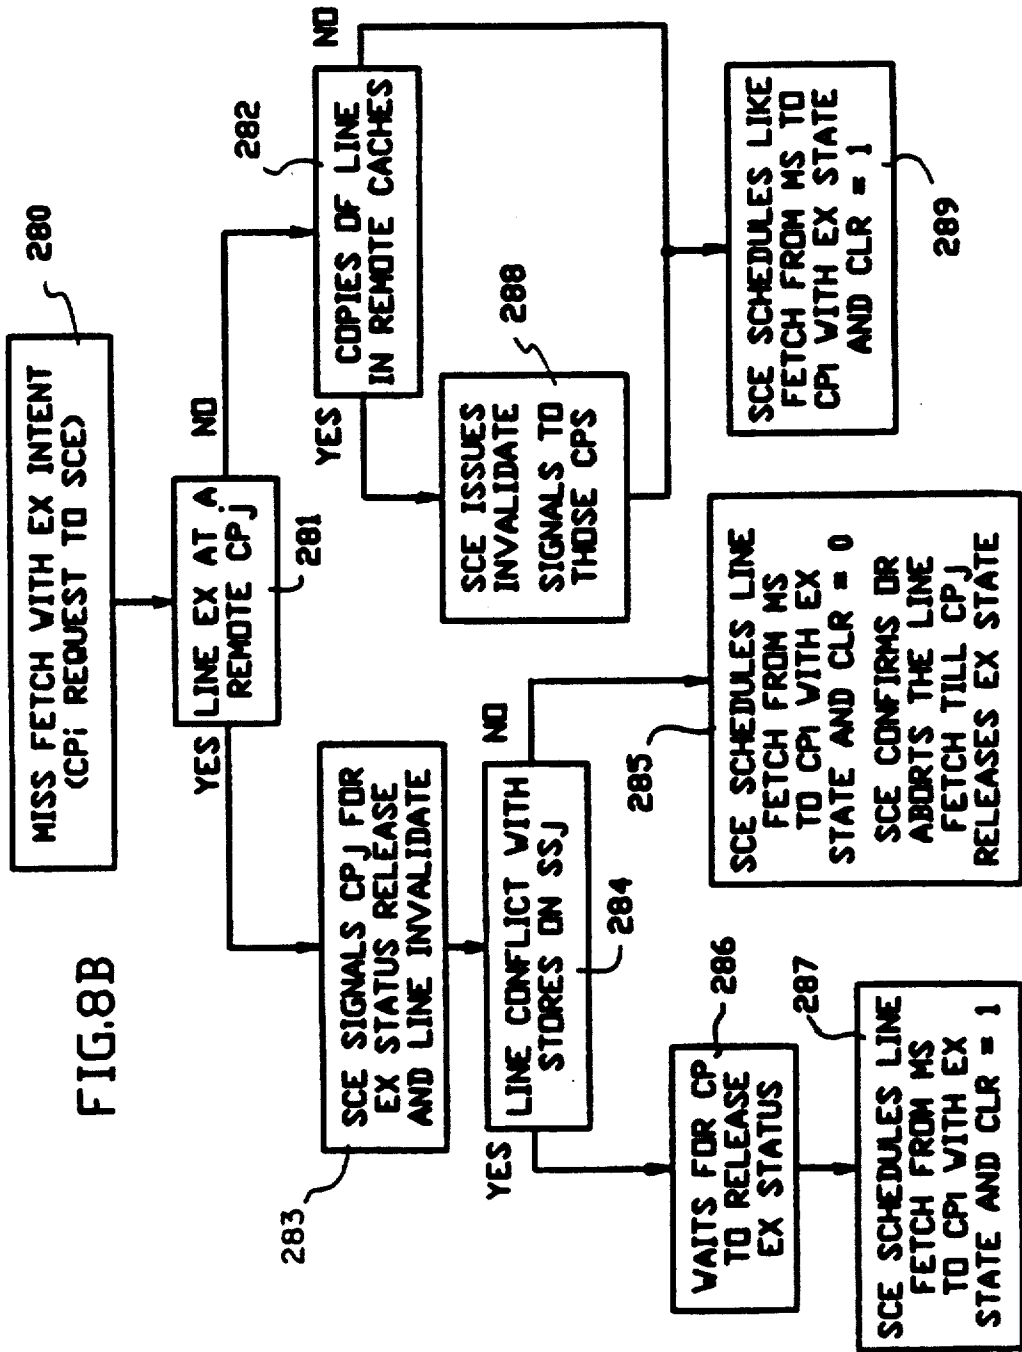 FIG.8B
MISS FETCH WITH EX INTENT
(CPi REQUEST TO SCE)
280
LINE EX AT A
REMOTE CPj
281
YES
NO
COPIES OF LINE
IN REMOTE CACHES
282
YES
NO
SCE SIGNALS CPj FOR
EX STATUS RELEASE
AND LINE INVALIDATE
283
SCE ISSUES
INVALIDATE
SIGNALS TO
THOSE CPS
288
LINE CONFLICT WITH
STORES ON SSj
284
YES
NO
WAITS FOR CP
TO RELEASE
EX STATUS
286
SCE SCHEDULES LINE
FETCH FROM MS
TO CPi WITH EX
STATE AND CLR = 1
287
SCE SCHEDULES LINE
FETCH FROM MS
TO CPi WITH EX
STATE AND CLR = 0
SCE CONFIRMS OR
ABORTS THE LINE
FETCH TILL CPj
RELEASES EX STATE
285
SCE SCHEDULES LIKE
FETCH FROM MS TO
CPi WITH EX STATE
AND CLR = 1
289